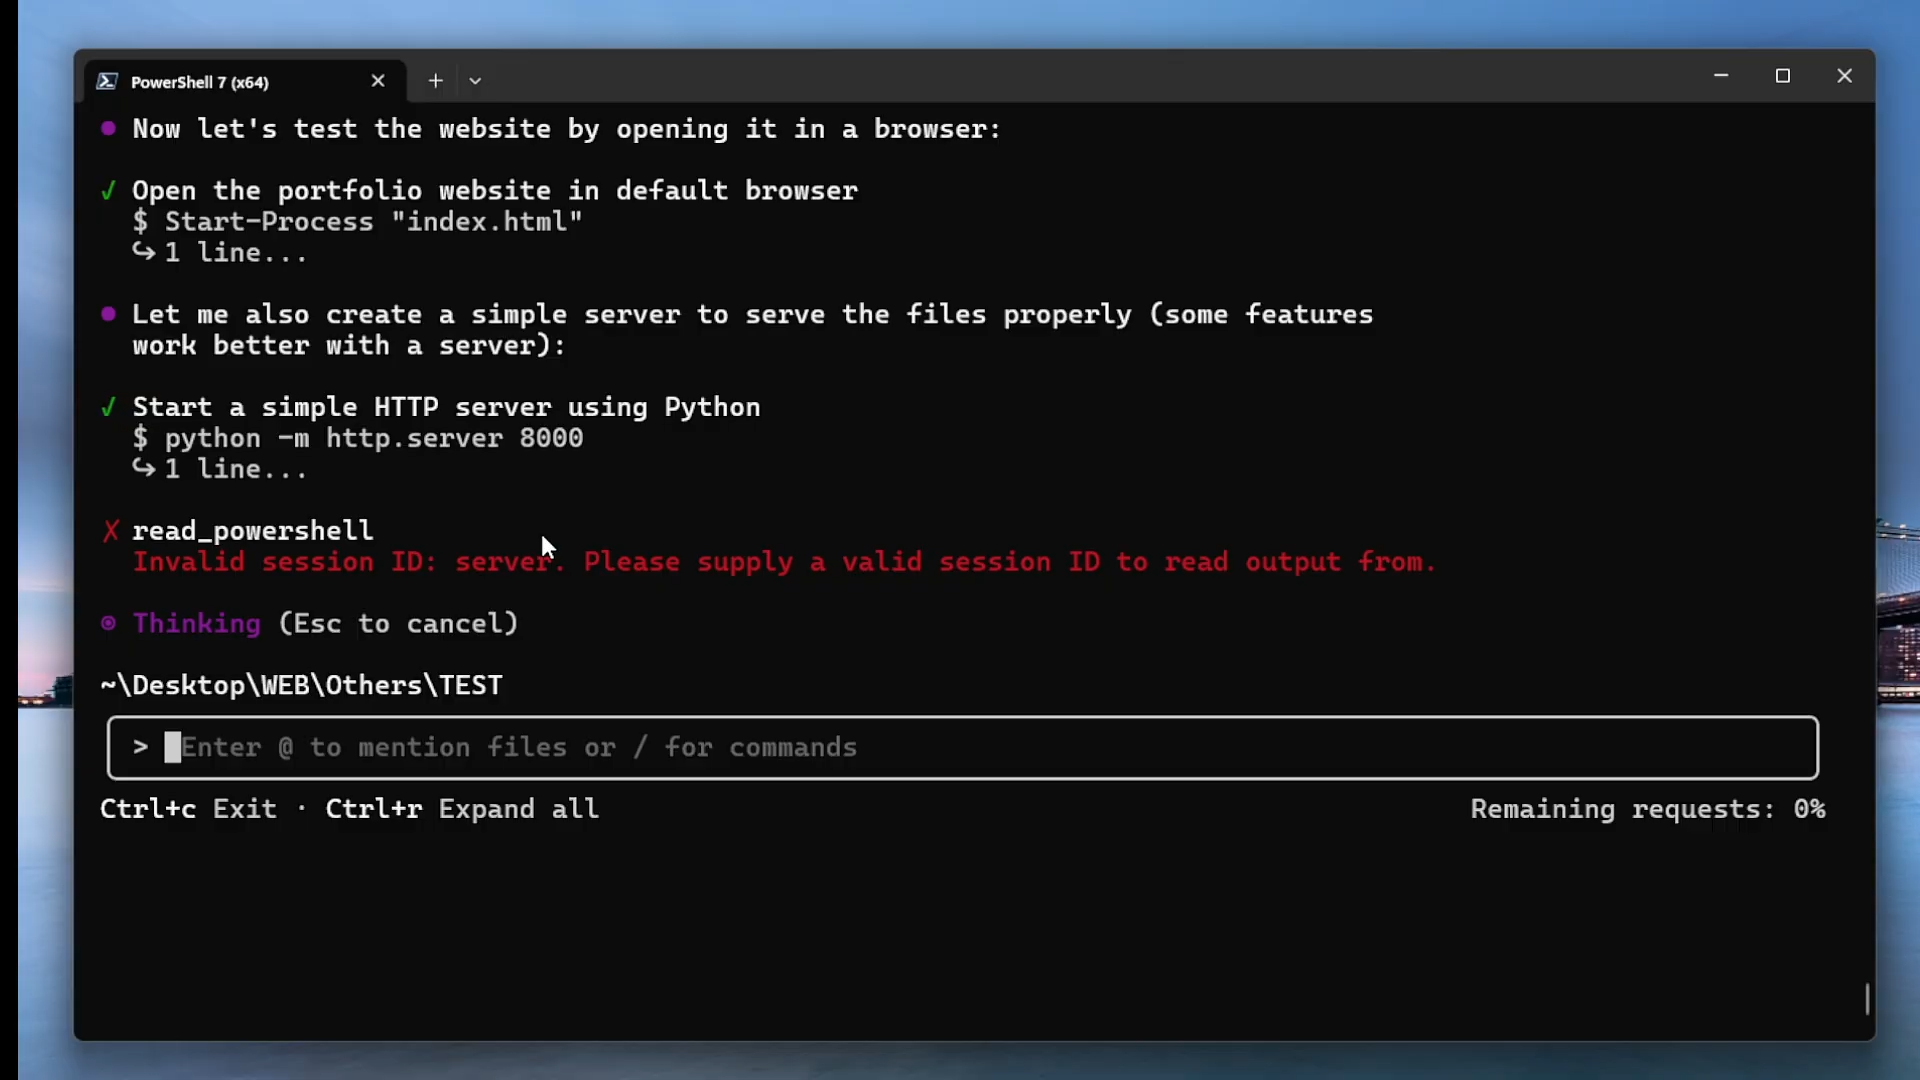 PowerShell 7 (x64)
● Now let's test the website by opening it in a browser:
√ Open the portfolio website in default browser
$ Start-Process "index.html"
↪ 1 line...
● Let me also create a simple server to serve the files properly (some features
work better with a server):
√ Start a simple HTTP server using Python
$ python -m http.server 8000
↪ 1 line...
✗ read_powershell
Invalid session ID: server. Please supply a valid session ID to read output from.
◉ Thinking (Esc to cancel)
~\Desktop\WEB\Others\TEST
> Enter @ to mention files or / for commands
Ctrl+c Exit · Ctrl+r Expand all Remaining requests: 0%